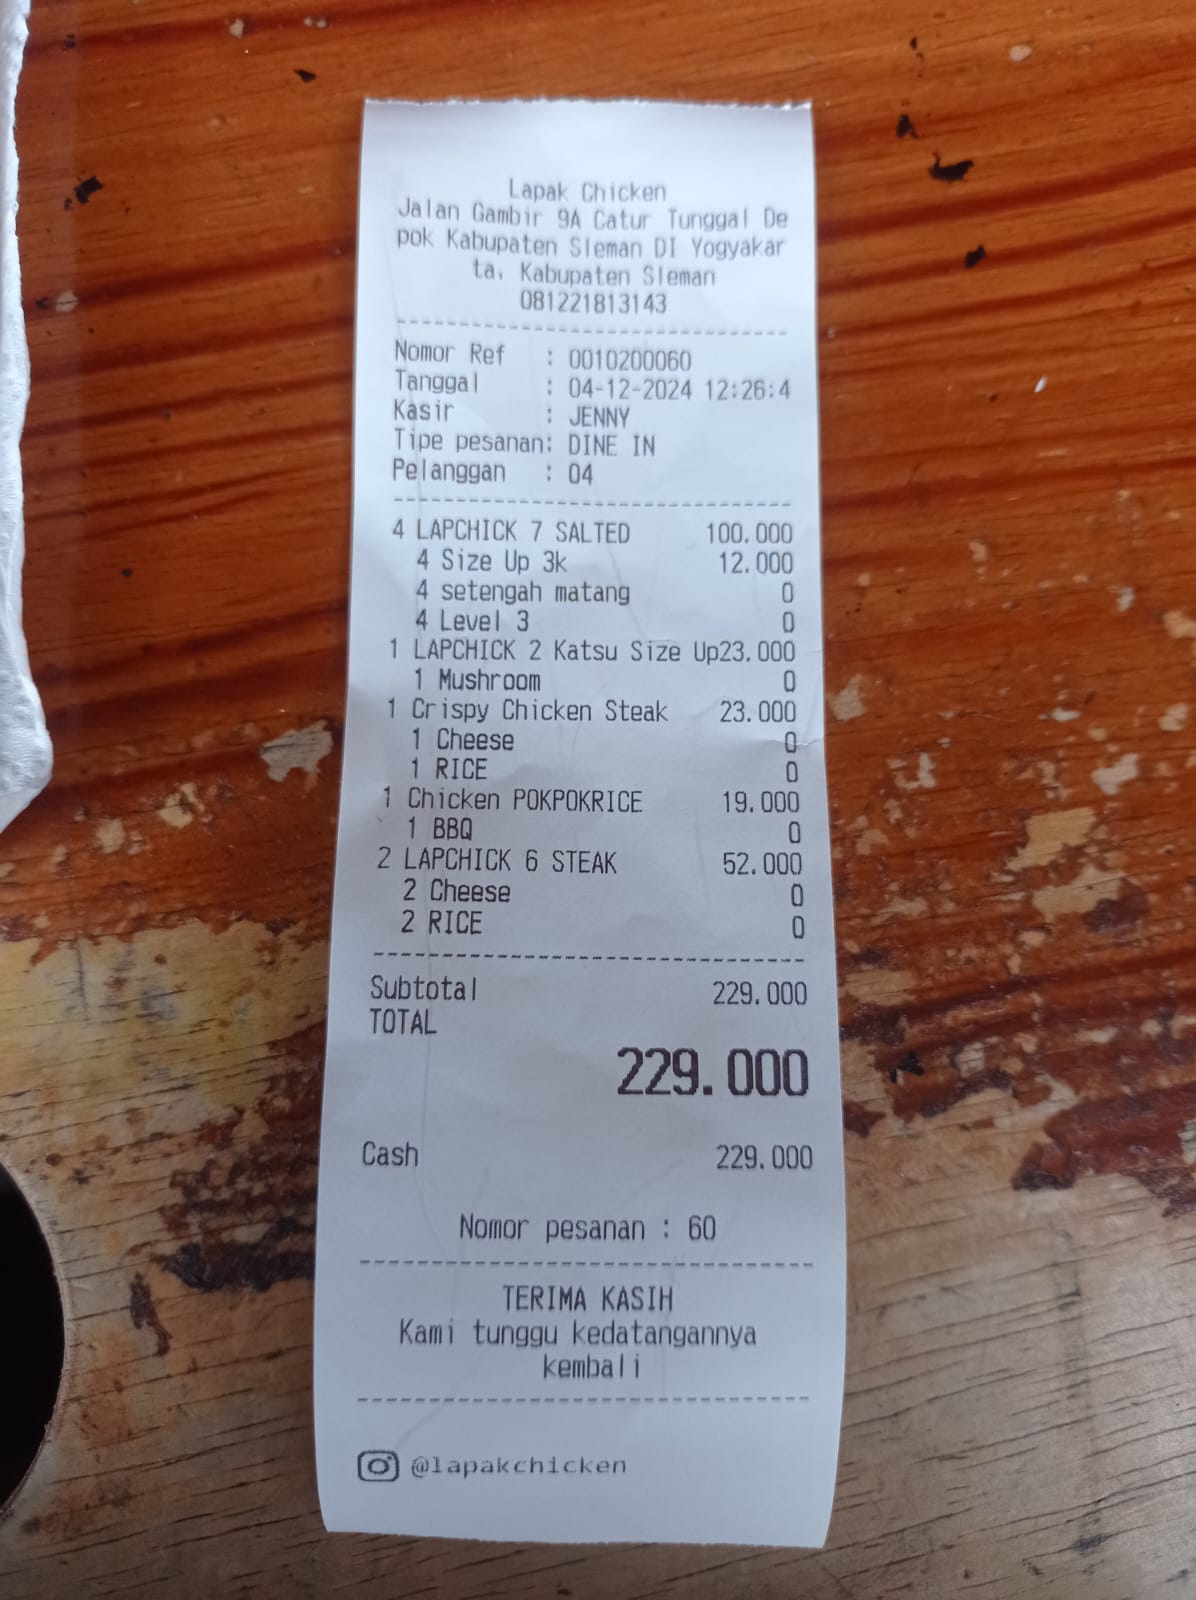 Lapak Chicken
Jalan Gambir 9A Catur Tunggal De
pok Kabupaten Sleman DI Yogyakar
ta, Kabupaten Sleman
081221813143
Nomor Ref : 0010200060
Tanggal : 04-12-2024 12:26:4
Kasir : JENNY
Tipe pesanan: DINE IN
Pelanggan : 04
4 LAPCHICK 7 SALTED 100.000
4 Size Up 3k 12.000
4 setengah matang 0
4 Level 3 0
1 LAPCHICK 2 Katsu Size Up23.000
1 Mushroom 0
1 Crispy Chicken Steak 23.000
1 Cheese 0
1 RICE 0
1 Chicken POKPOKRICE 19.000
1 BBQ 0
2 LAPCHICK 6 STEAK 52.000
2 Cheese 0
2 RICE 0
Subtotal 229.000
TOTAL
229.000
Cash 229.000
Nomor pesanan : 60
TERIMA KASIH
Kami tunggu kedatangannya
kembali
@lapakchicken